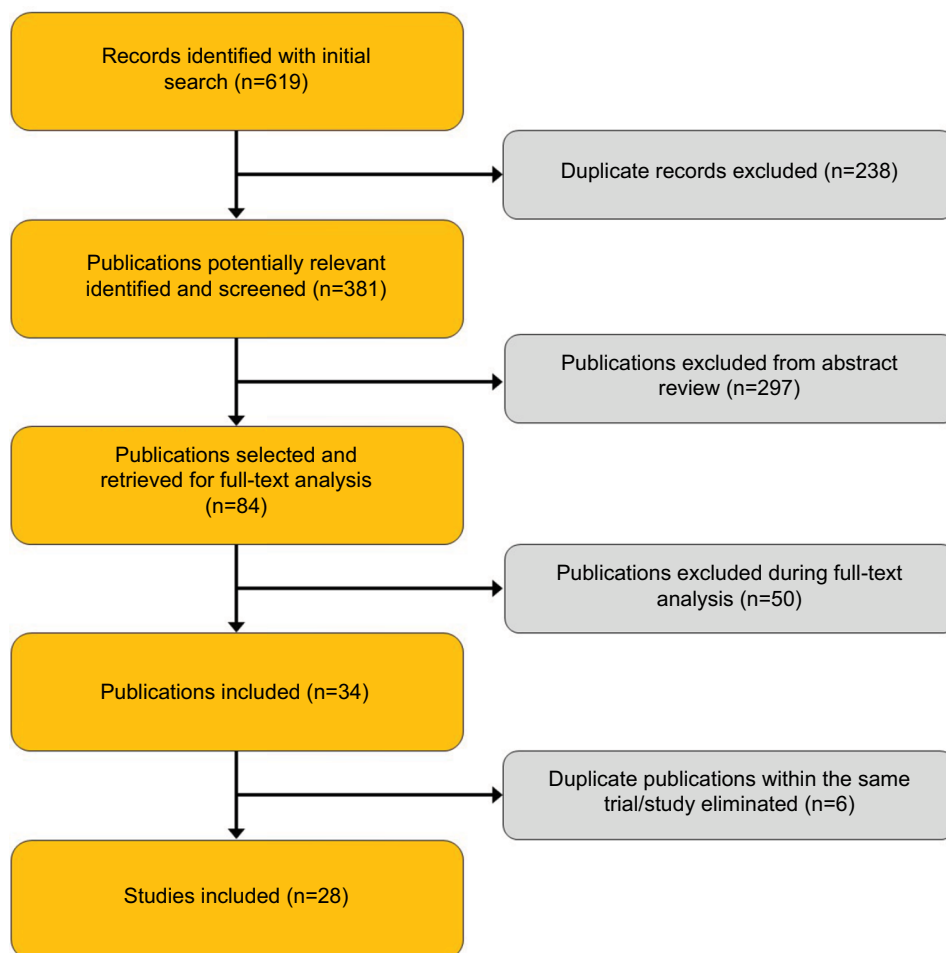 Records identified with initial
search (n=619)
Duplicate records excluded (n=238)
Publications potentially relevant
identified and screened (n=381)
Publications excluded from abstract
review (n=297)
Publications selected and
retrieved for full-text analysis
(n=84)
Publications excluded during full-text
analysis (n=50)
Publications included (n=34)
Duplicate publications within the same
trial/study eliminated (n=6)
Studies included (n=28)